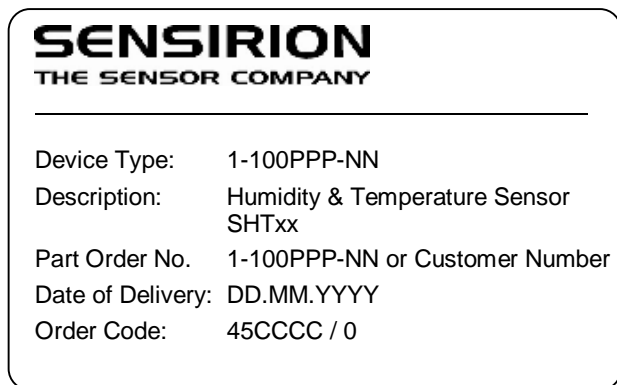 SENSIRION
THE SENSOR COMPANY
Device Type: 1-100PPP-NN
Description: Humidity & Temperature Sensor
SHTxx
Part Order No. 1-100PPP-NN or Customer Number
Date of Delivery: DD.MM.YYYY
Order Code: 45CCCC / 0